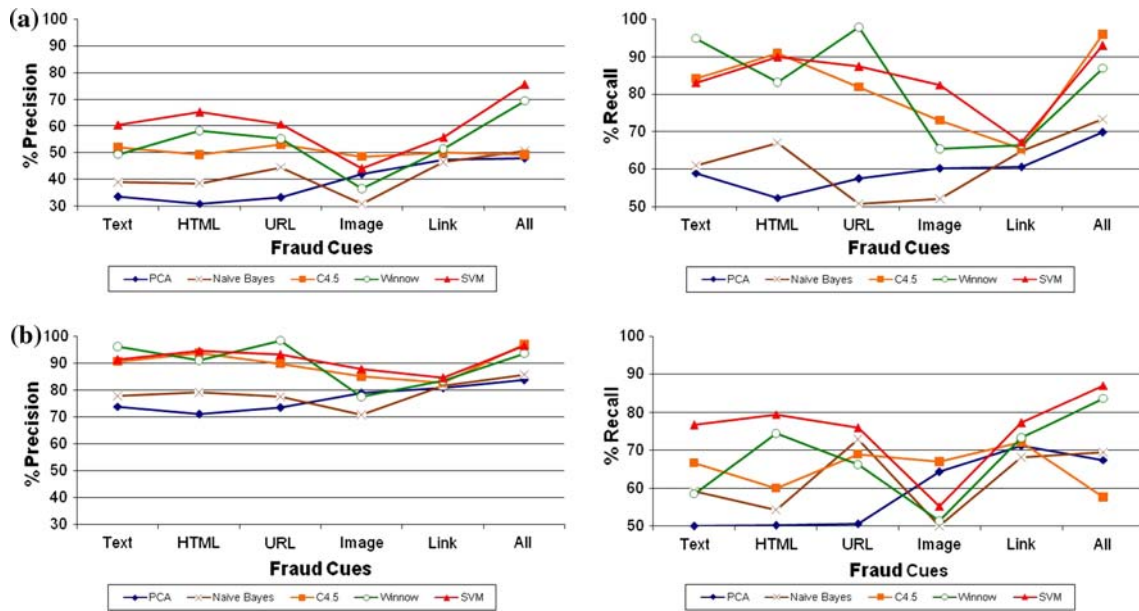 (a)
100
90
80
70
60
50
40
30
% Precision
Text HTML URL Image Link All
Fraud Cues
PCA Naïve Bayes C4.5 Winnow SVM
100
90
80
70
60
50
% Recall
Text HTML URL Image Link All
Fraud Cues
PCA Naïve Bayes C4.5 Winnow SVM
(b)
100
90
80
70
60
50
40
30
% Precision
Text HTML URL Image Link All
Fraud Cues
PCA Naïve Bayes C4.5 Winnow SVM
100
90
80
70
60
50
% Recall
Text HTML URL Image Link All
Fraud Cues
PCA Naïve Bayes C4.5 Winnow SVM